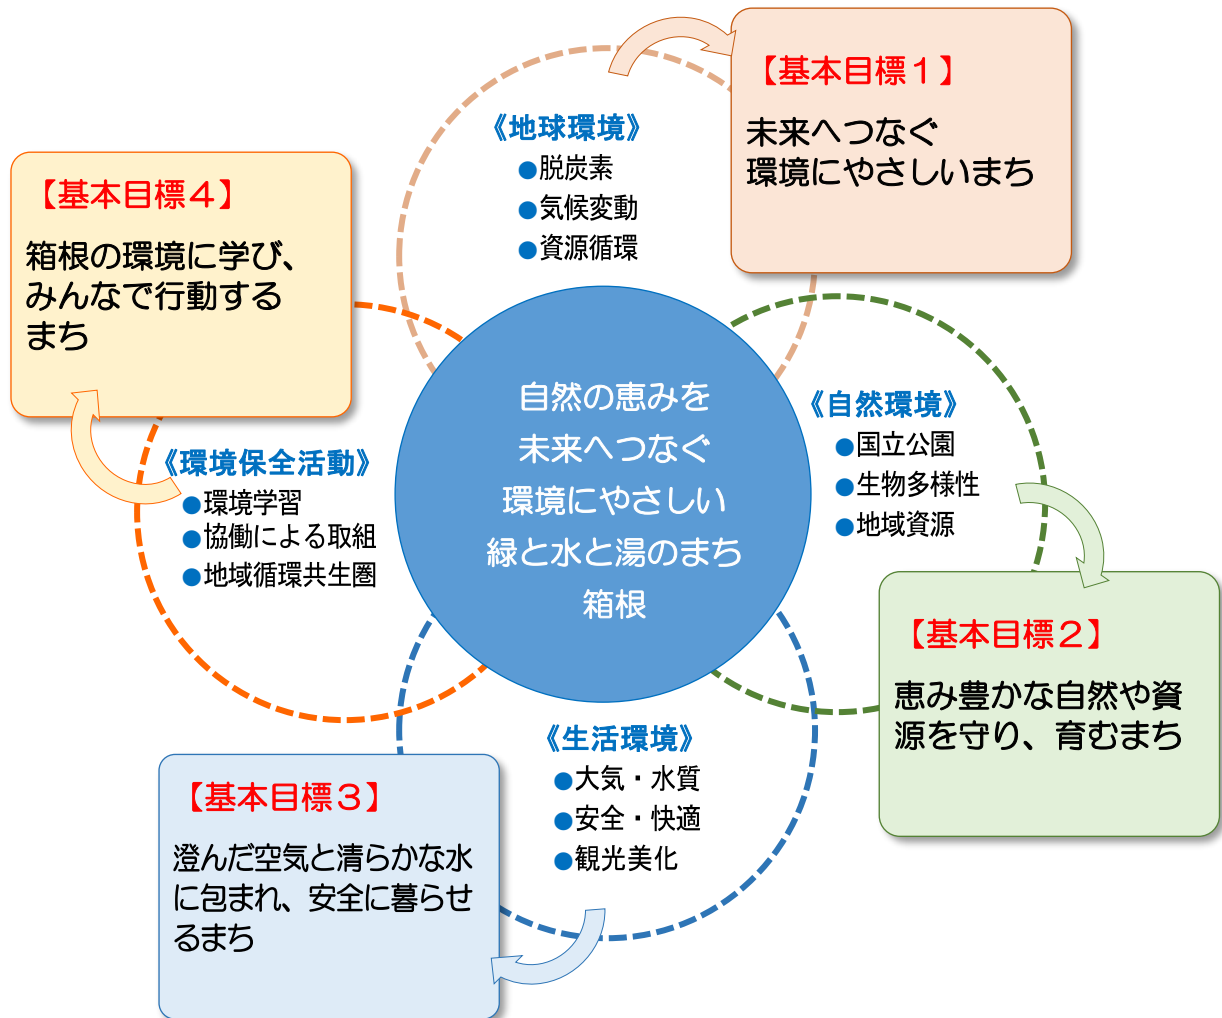 【基本目標１】
未来へつなぐ
環境にやさしいまち
《地球環境》
●脱炭素
●気候変動
●資源循環
【基本目標４】
箱根の環境に学び、
みんなで行動する
まち
《環境保全活動》
●環境学習
●協働による取組
●地域循環共生圏
自然の恵みを
未来へつなぐ
環境にやさしい
緑と水と湯のまち
箱根
《自然環境》
●国立公園
●生物多様性
●地域資源
【基本目標２】
恵み豊かな自然や資
源を守り、育むまち
《生活環境》
●大気・水質
●安全・快適
●観光美化
【基本目標３】
澄んだ空気と清らかな水
に包まれ、安全に暮らせ
るまち